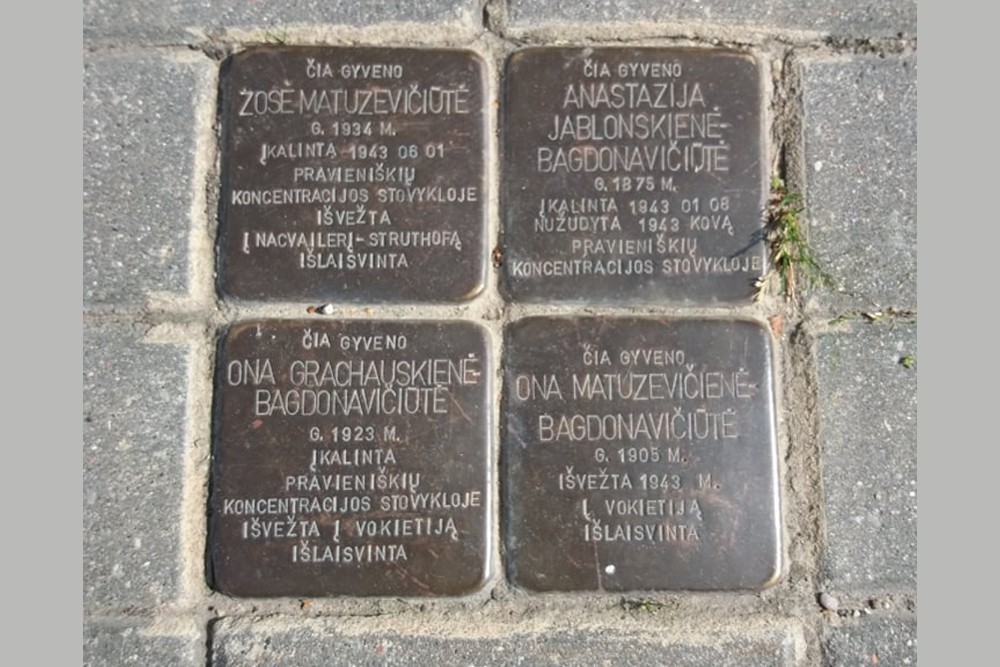 ČIA GYVENO
ZOSĖ MATUZEVIČIŪTĖ
G. 1934 M.
ĮKALINTA 1943 06 01
PRAVIENIŠKIŲ
KONCENTRACIJOS STOVYKLOJE
IŠVEŽTA
Į NACVAILERĮ-STRUTHOFĄ
IŠLAISVINTA
ČIA GYVENO
ANASTAZIJA
JABLONSKIENĖ-
BAGDONAVIČIŪTĖ
G. 1875 M.
ĮKALINTA 1943 01 08
NUŽUDYTA 1943 KOVĄ
PRAVIENIŠKIŲ
KONCENTRACIJOS STOVYKLOJE
ČIA GYVENO
ONA GRACHAUSKIENĖ-
BAGDONAVIČIŪTĖ
G. 1923 M.
ĮKALINTA
PRAVIENIŠKIŲ
KONCENTRACIJOS STOVYKLOJE
IŠVEŽTA Į VOKIETIJĄ
IŠLAISVINTA
ČIA GYVENO
ONA MATUZEVIČIENĖ-
BAGDONAVIČIŪTĖ
G. 1905 M.
IŠVEŽTA 1943 M.
Į VOKIETIJĄ
IŠLAISVINTA